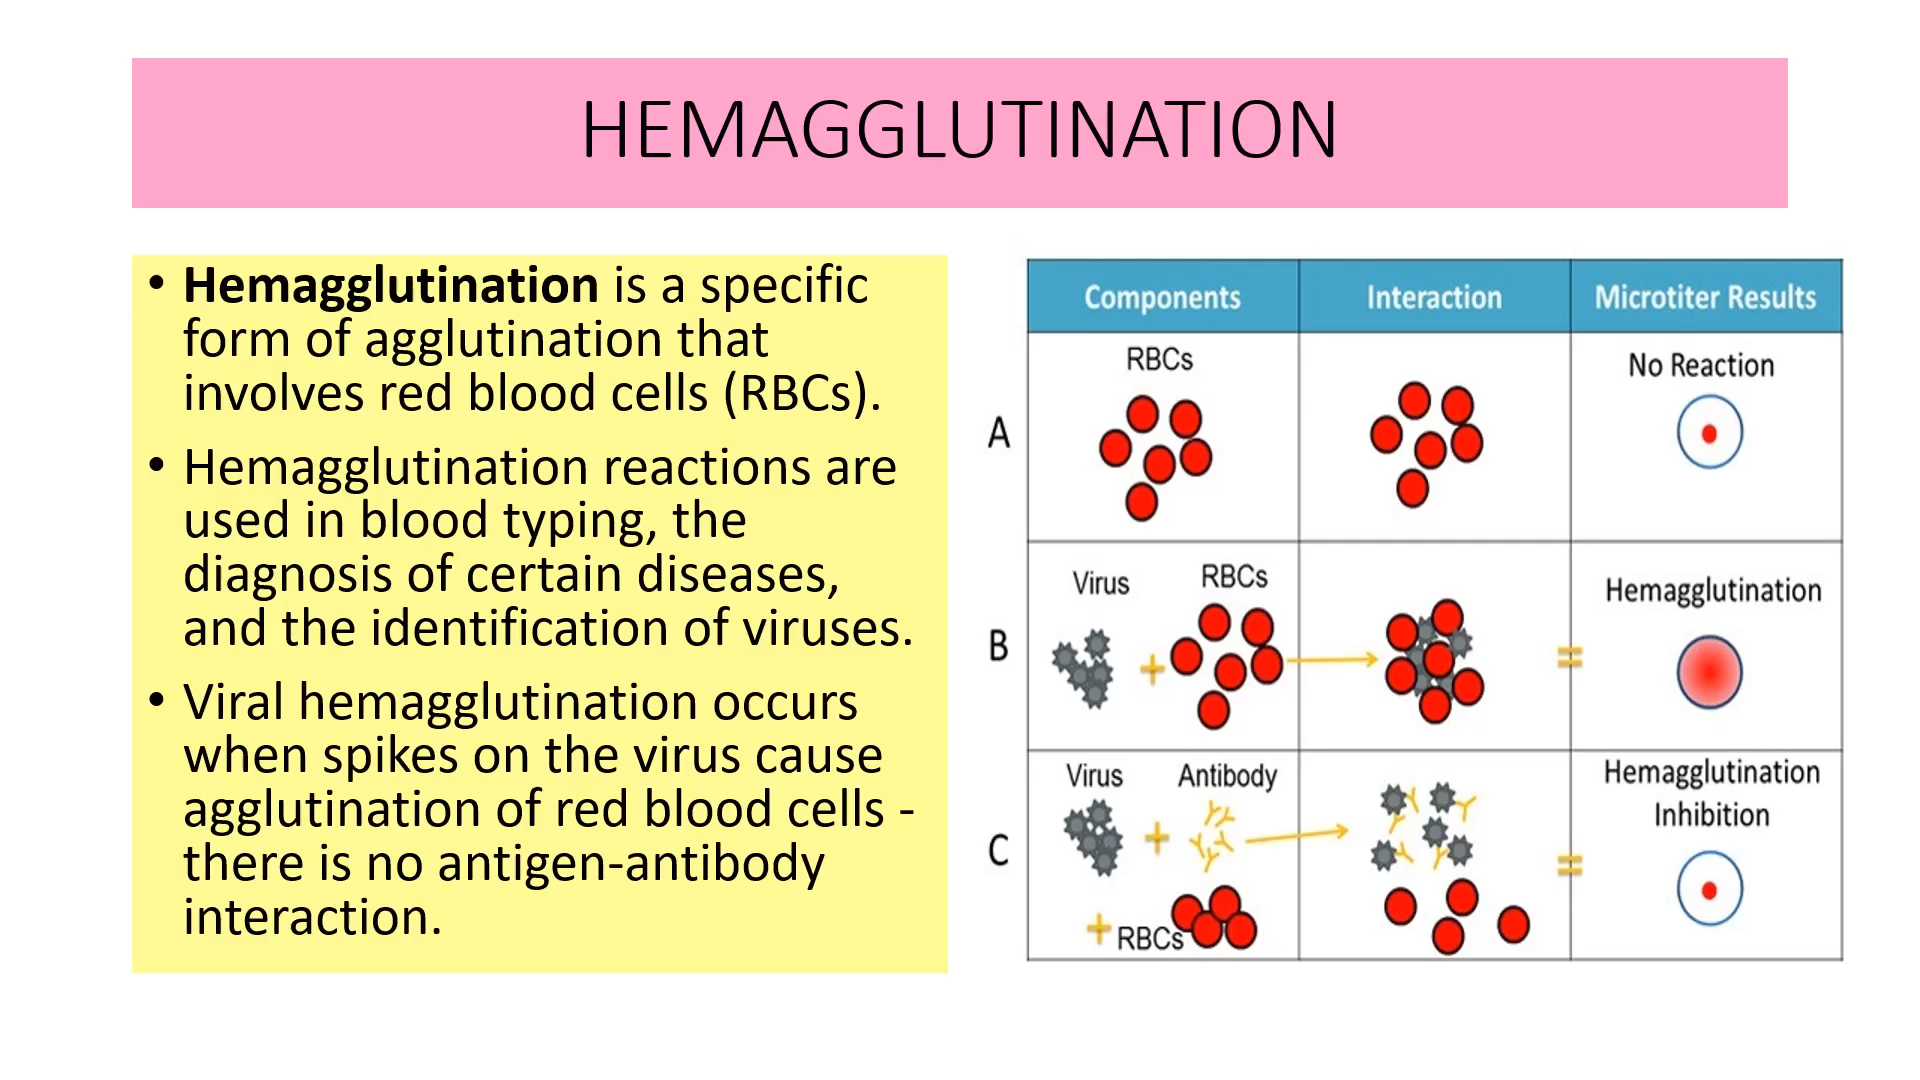 HEMAGGLUTINATION
• Hemagglutination is a specific
form of agglutination that
involves red blood cells (RBCs).
• Hemagglutination reactions are
used in blood typing, the
diagnosis of certain diseases,
and the identification of viruses.
• Viral hemagglutination occurs
when spikes on the virus cause
agglutination of red blood cells -
there is no antigen-antibody
interaction.
Components Interaction Microtiter Results
A
RBCs
No Reaction
B
Virus + RBCs
=
Hemagglutination
C
Virus + Antibody
+ RBCs
=
Hemagglutination
Inhibition